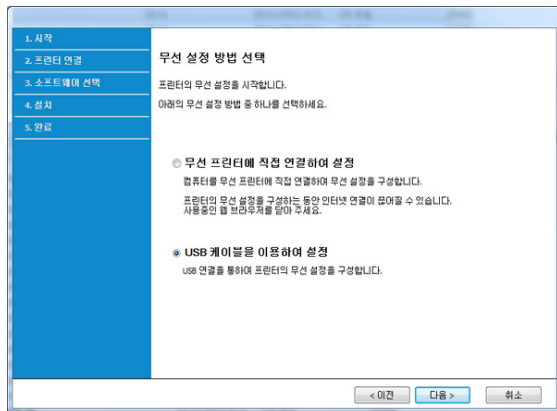 1. 시작
2. 프린터 연결
3. 소프트웨어 선택
4. 설치
5. 완료
무선 설정 방법 선택
프린터의 무선 설정을 시작합니다.
아래의 무선 설정 방법 중 하나를 선택하세요.
무선 프린터에 직접 연결하여 설정
컴퓨터를 무선 프린터에 직접 연결하여 무선 설정을 구성합니다.
프린터의 무선 설정을 구성하는 동안 인터넷 연결이 끊어질 수 있습니다.
사용중인 웹 브라우저를 닫아 주세요.
USB 케이블을 이용하여 설정
USB 연결을 통하여 프린터의 무선 설정을 구성합니다.
< 이전
다음 >
취소